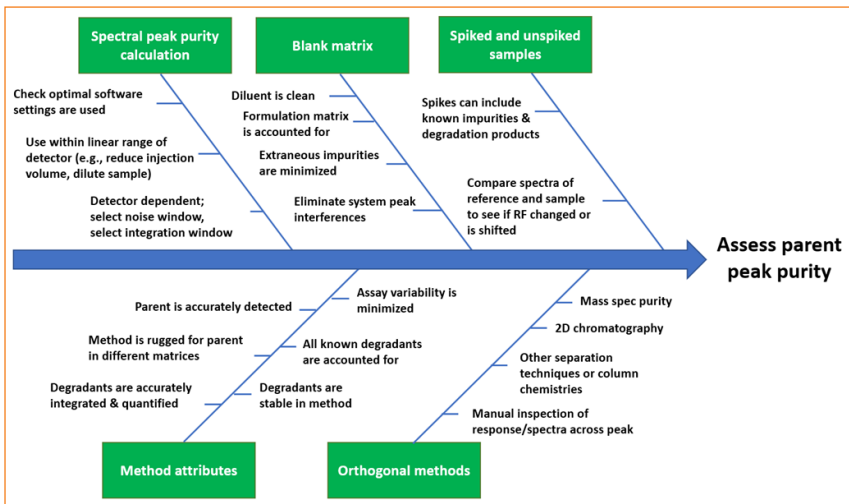 Spectral peak purity
calculation
Blank matrix
Spiked and unspiked
samples
Check optimal software
settings are used
Use within linear range of
detector (e.g., reduce injection
volume, dilute sample)
Detector dependent;
select noise window,
select integration window
Diluent is clean
Formulation matrix
is accounted for
Extraneous impurities
are minimized
Eliminate system peak
interferences
Spikes can include
known impurities &
degradation products
Compare spectra of
reference and sample
to see if RF changed or
is shifted
Assess parent
peak purity
Parent is accurately detected
Method is rugged for parent
in different matrices
Degradants are accurately
integrated & quantified
Assay variability is
minimized
All known degradants
are accounted for
Degradants are
stable in method
Mass spec purity
2D chromatography
Other separation
techniques or column
chemistries
Manual inspection of
response/spectra across peak
Method attributes
Orthogonal methods